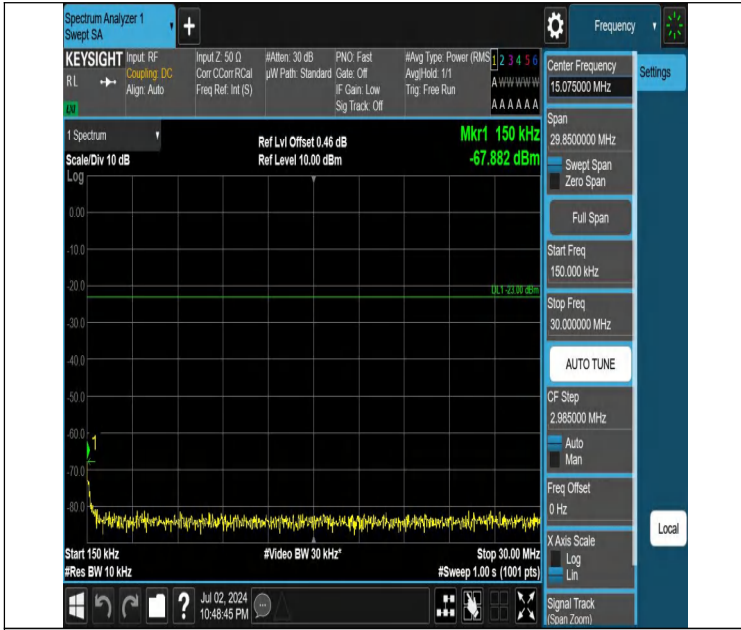 Spectrum Analyzer 1
Swept SA
+
Frequency
KEYSIGHT
RL
Input: RF
Coupling: DC
Align: Auto
Input Z: 50 Ω
Corr CCorr RCal
Freq Ref: Int (S)
#Atten: 30 dB
µW Path: Standard
PNO: Fast
Gate: Off
IF Gain: Low
Sig Track: Off
#Avg Type: Power (RMS
Avg|Hold: 1/1
Trig: Free Run
1 2 3 4 5 6
A W W W W W
A A A A A A
1 Spectrum
Scale/Div 10 dB
Log
Ref Lvl Offset 0.46 dB
Ref Level 10.00 dBm
Mkr1 150 kHz
-67.882 dBm
0.00
-10.0
-20.0
-30.0
-40.0
-50.0
-60.0
-70.0
-80.0
DL1 -23.00 dBm
1
Start 150 kHz
#Res BW 10 kHz
#Video BW 30 kHz*
Stop 30.00 MHz
#Sweep 1.00 s (1001 pts)
?
Jul 02, 2024
10:48:45 PM
Center Frequency
15.075000 MHz
Span
29.8500000 MHz
Swept Span
Zero Span
Full Span
Start Freq
150.000 kHz
Stop Freq
30.000000 MHz
AUTO TUNE
CF Step
2.985000 MHz
Auto
Man
Freq Offset
0 Hz
X Axis Scale
Log
Lin
Signal Track
(Span Zoom)
Settings
Local